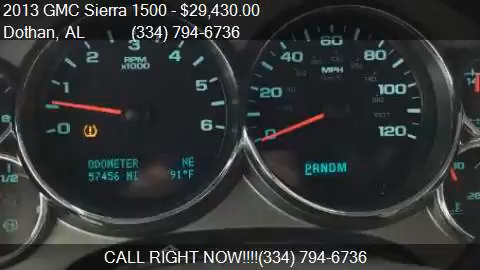 2013 GMC Sierra 1500 - $29,430.00
Dothan, AL (334) 794-6736
0 1 2 3 4 5 6
RPM
x1000
ODOMETER NE
57456 MI 91°F
0 20 40 60 80 100 120
MPH
PRNDM
1/2
CALL RIGHT NOW!!!!(334) 794-6736